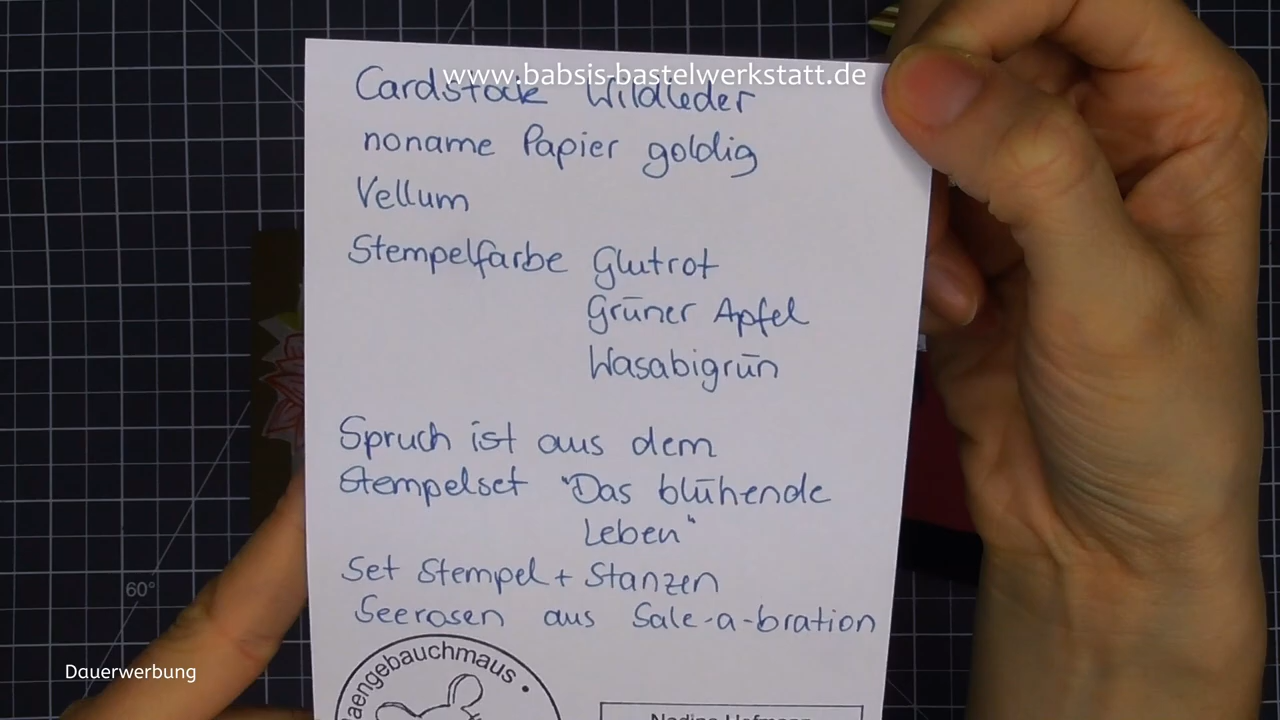 www.babsis-bastelwerkstatt.de
Cardstock Wildleder
noname Papier goldig
Vellum
Stempelfarbe Glutrot
Grüner Apfel
Wasabigrün
Spruch ist aus dem
Stempelset "Das blühende
Leben"
Set Stempel + Stanzen
Seerosen aus Sale-a-bration
aengebauchmaus •
60°
Dauerwerbung